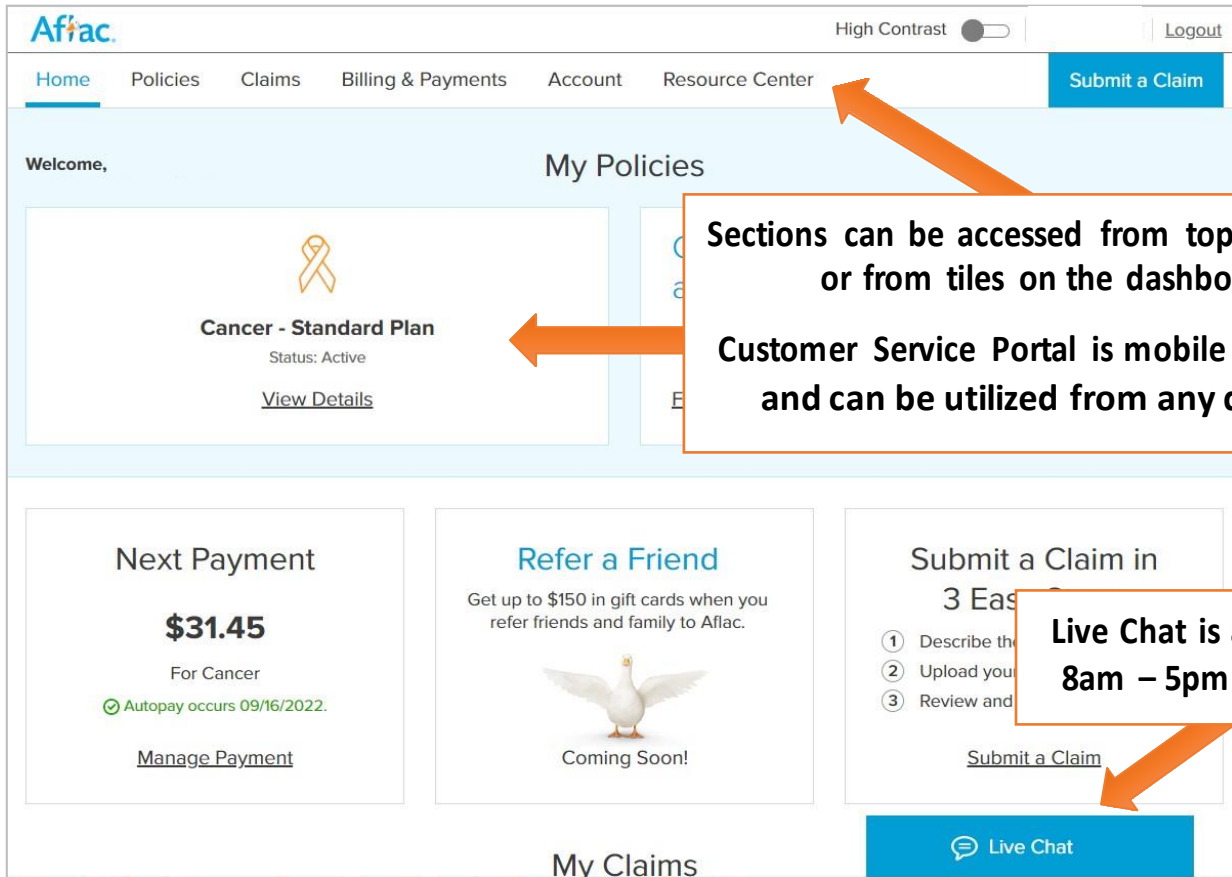 Aflac.
High Contrast
Logout
Home Policies Claims Billing & Payments Account Resource Center Submit a Claim
Welcome,
My Policies
Cancer - Standard Plan
Status: Active
View Details
Sections can be accessed from top
or from tiles on the
Customer Service Portal is mobile
and can be utilized from any
Next Payment
$31.45
For Cancer
Autopay occurs 09/16/2022.
Manage Payment
Refer a Friend
Get up to $150 in gift cards when you
refer friends and family to Aflac.
Coming Soon!
Submit a Claim in
3
1 Describe
2 Upload
3 Review and
Submit a Claim
Live Chat is
8am – 5pm
Live Chat
My Claims